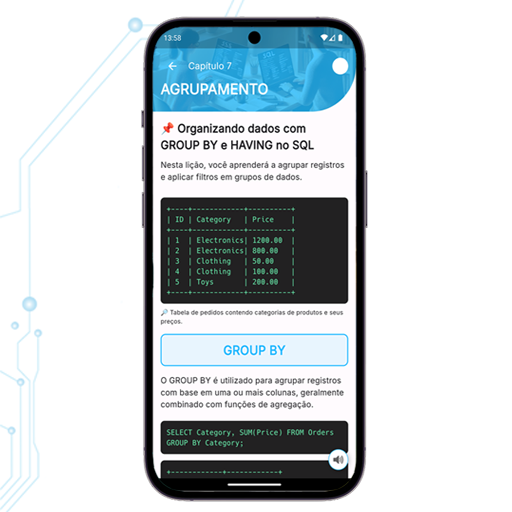 13:58
Capítulo 7
AGRUPAMENTO
📌 Organizando dados com
GROUP BY e HAVING no SQL
Nesta lição, você aprenderá a agrupar registros
e aplicar filtros em grupos de dados.
+----+------------+----------+
| ID | Category   | Price    |
+----+------------+----------+
| 1  | Electronics| 1200.00  |
| 2  | Electronics| 800.00   |
| 3  | Clothing   | 50.00    |
| 4  | Clothing   | 100.00   |
| 5  | Toys       | 200.00   |
+----+------------+----------+
🔎 Tabela de pedidos contendo categorias de produtos e seus
preços.
GROUP BY
O GROUP BY é utilizado para agrupar registros
com base em uma ou mais colunas, geralmente
combinado com funções de agregação.
SELECT Category, SUM(Price) FROM Orders
GROUP BY Category;
+------------+------------+